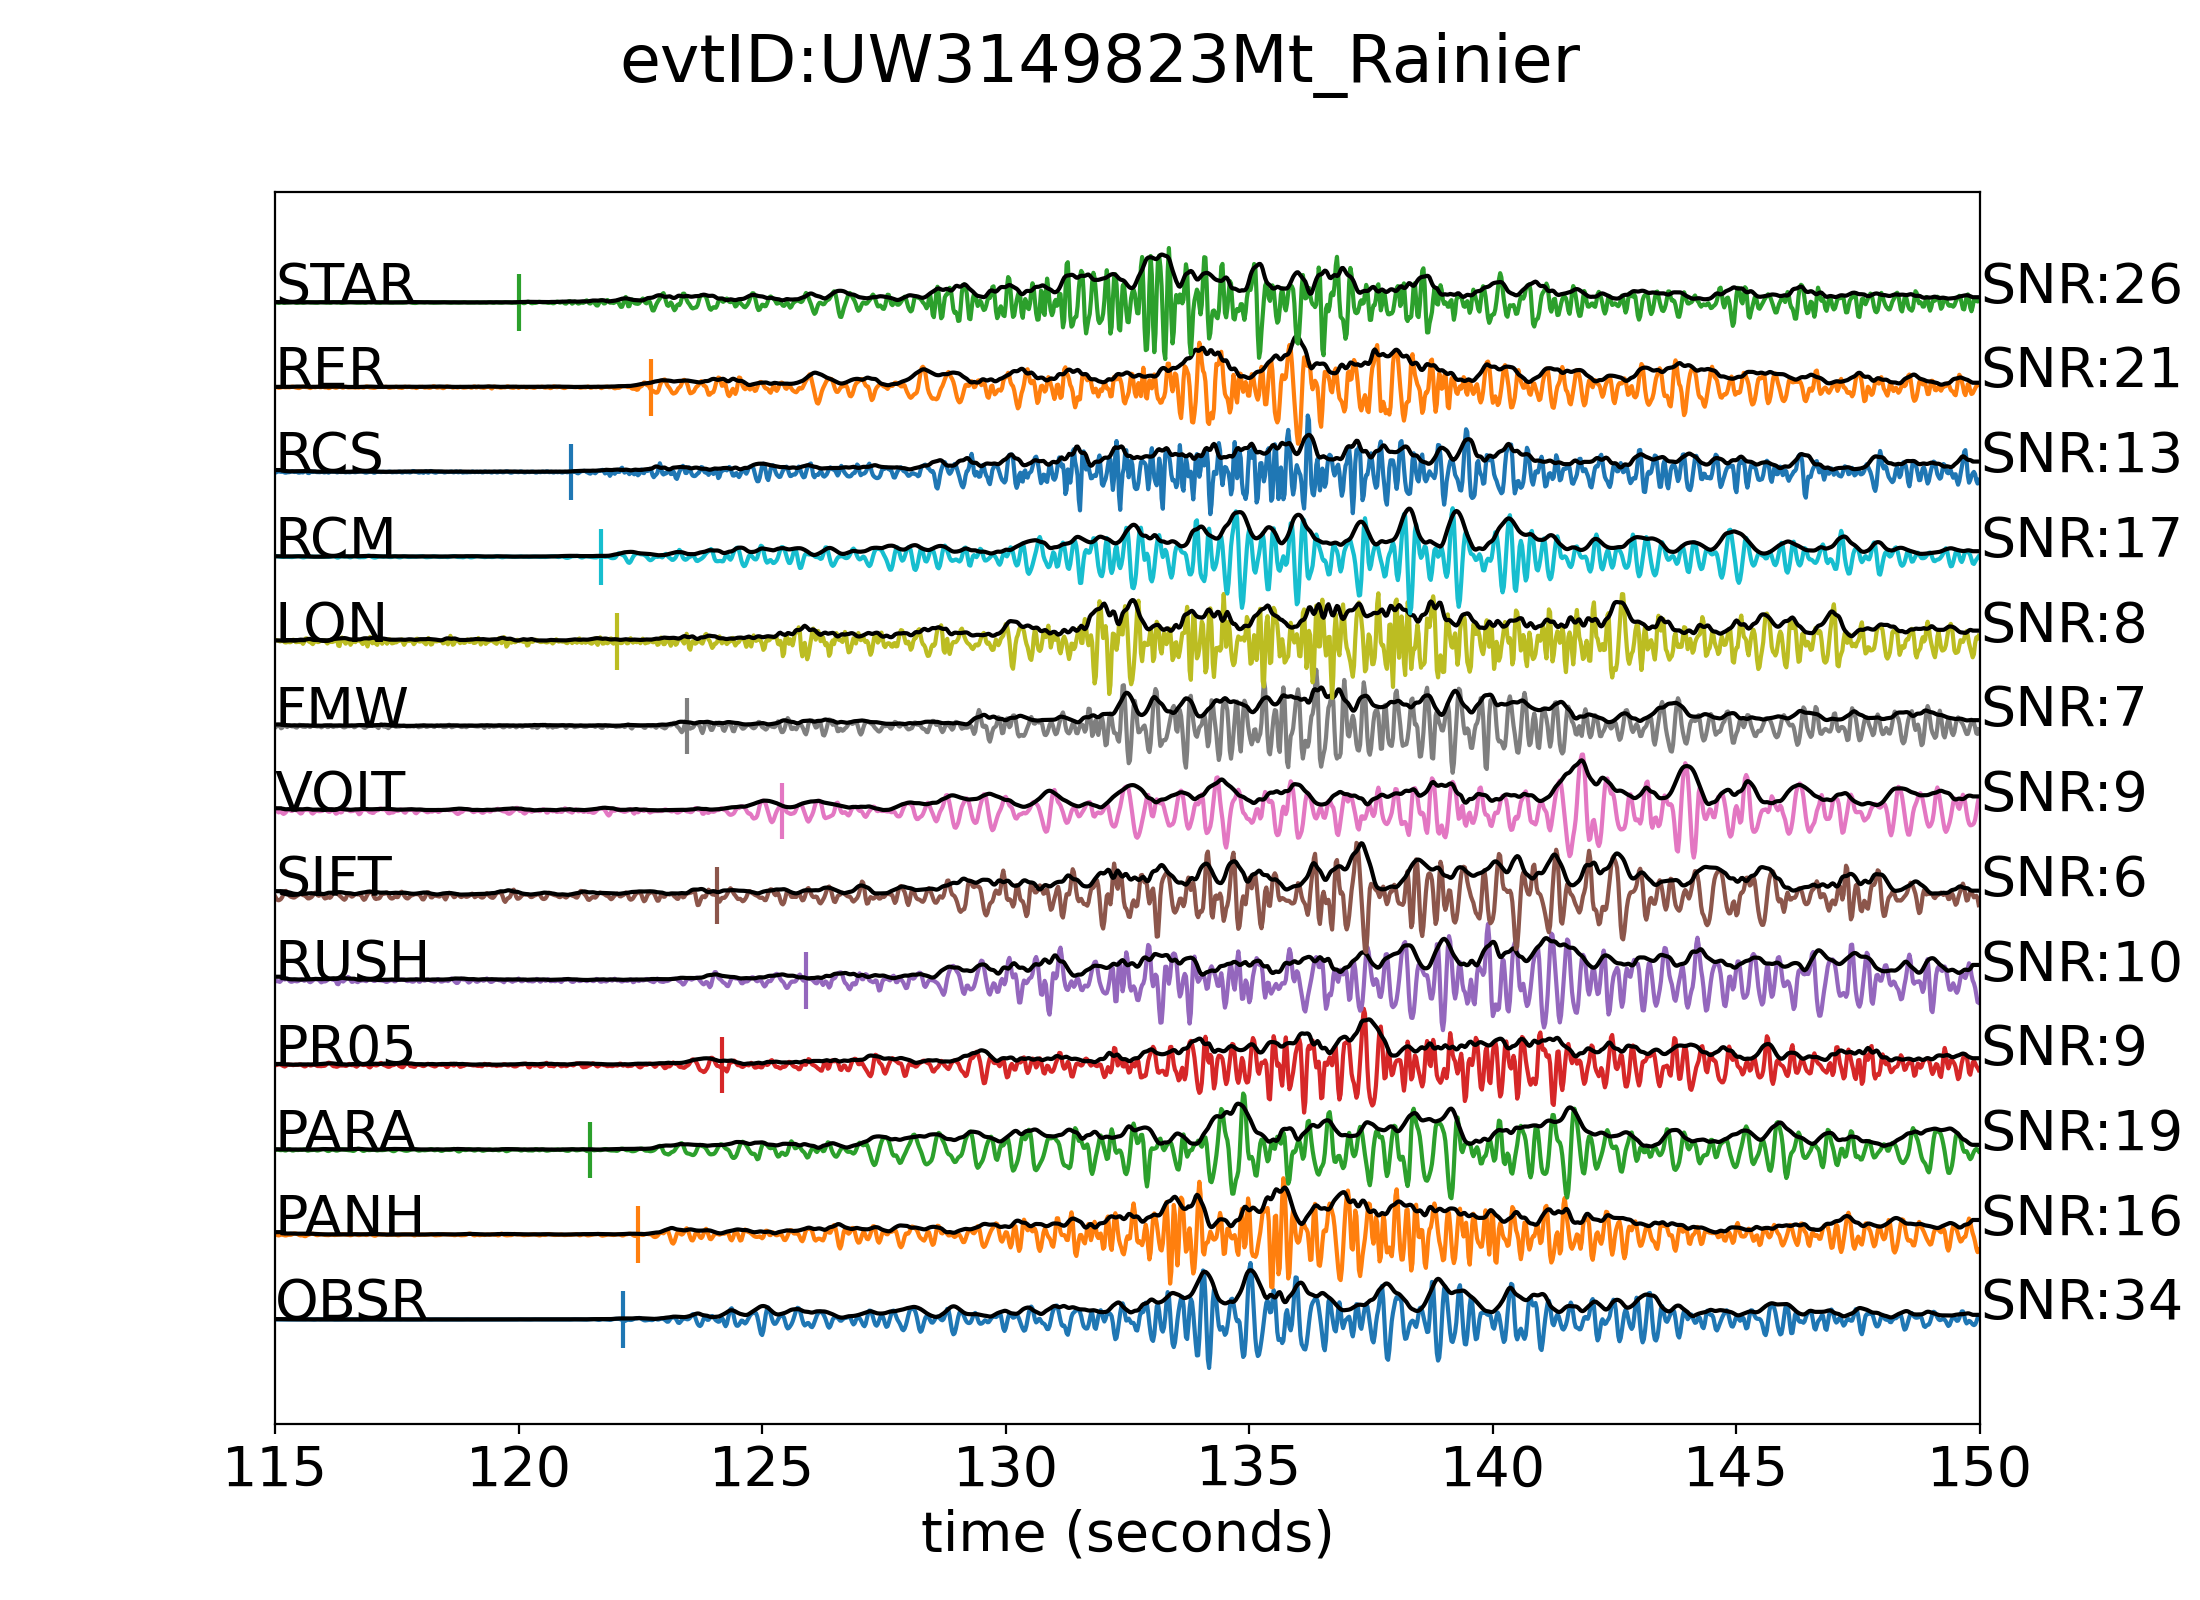 evtID:UW3149823Mt_Rainier
STAR SNR:26
RER SNR:21
RCS SNR:13
RCM SNR:17
LON SNR:8
FMW SNR:7
VOIT SNR:9
SIFT SNR:6
RUSH SNR:10
PR05 SNR:9
PARA SNR:19
PANH SNR:16
OBSR SNR:34
115 120 125 130 135 140 145 150
time (seconds)